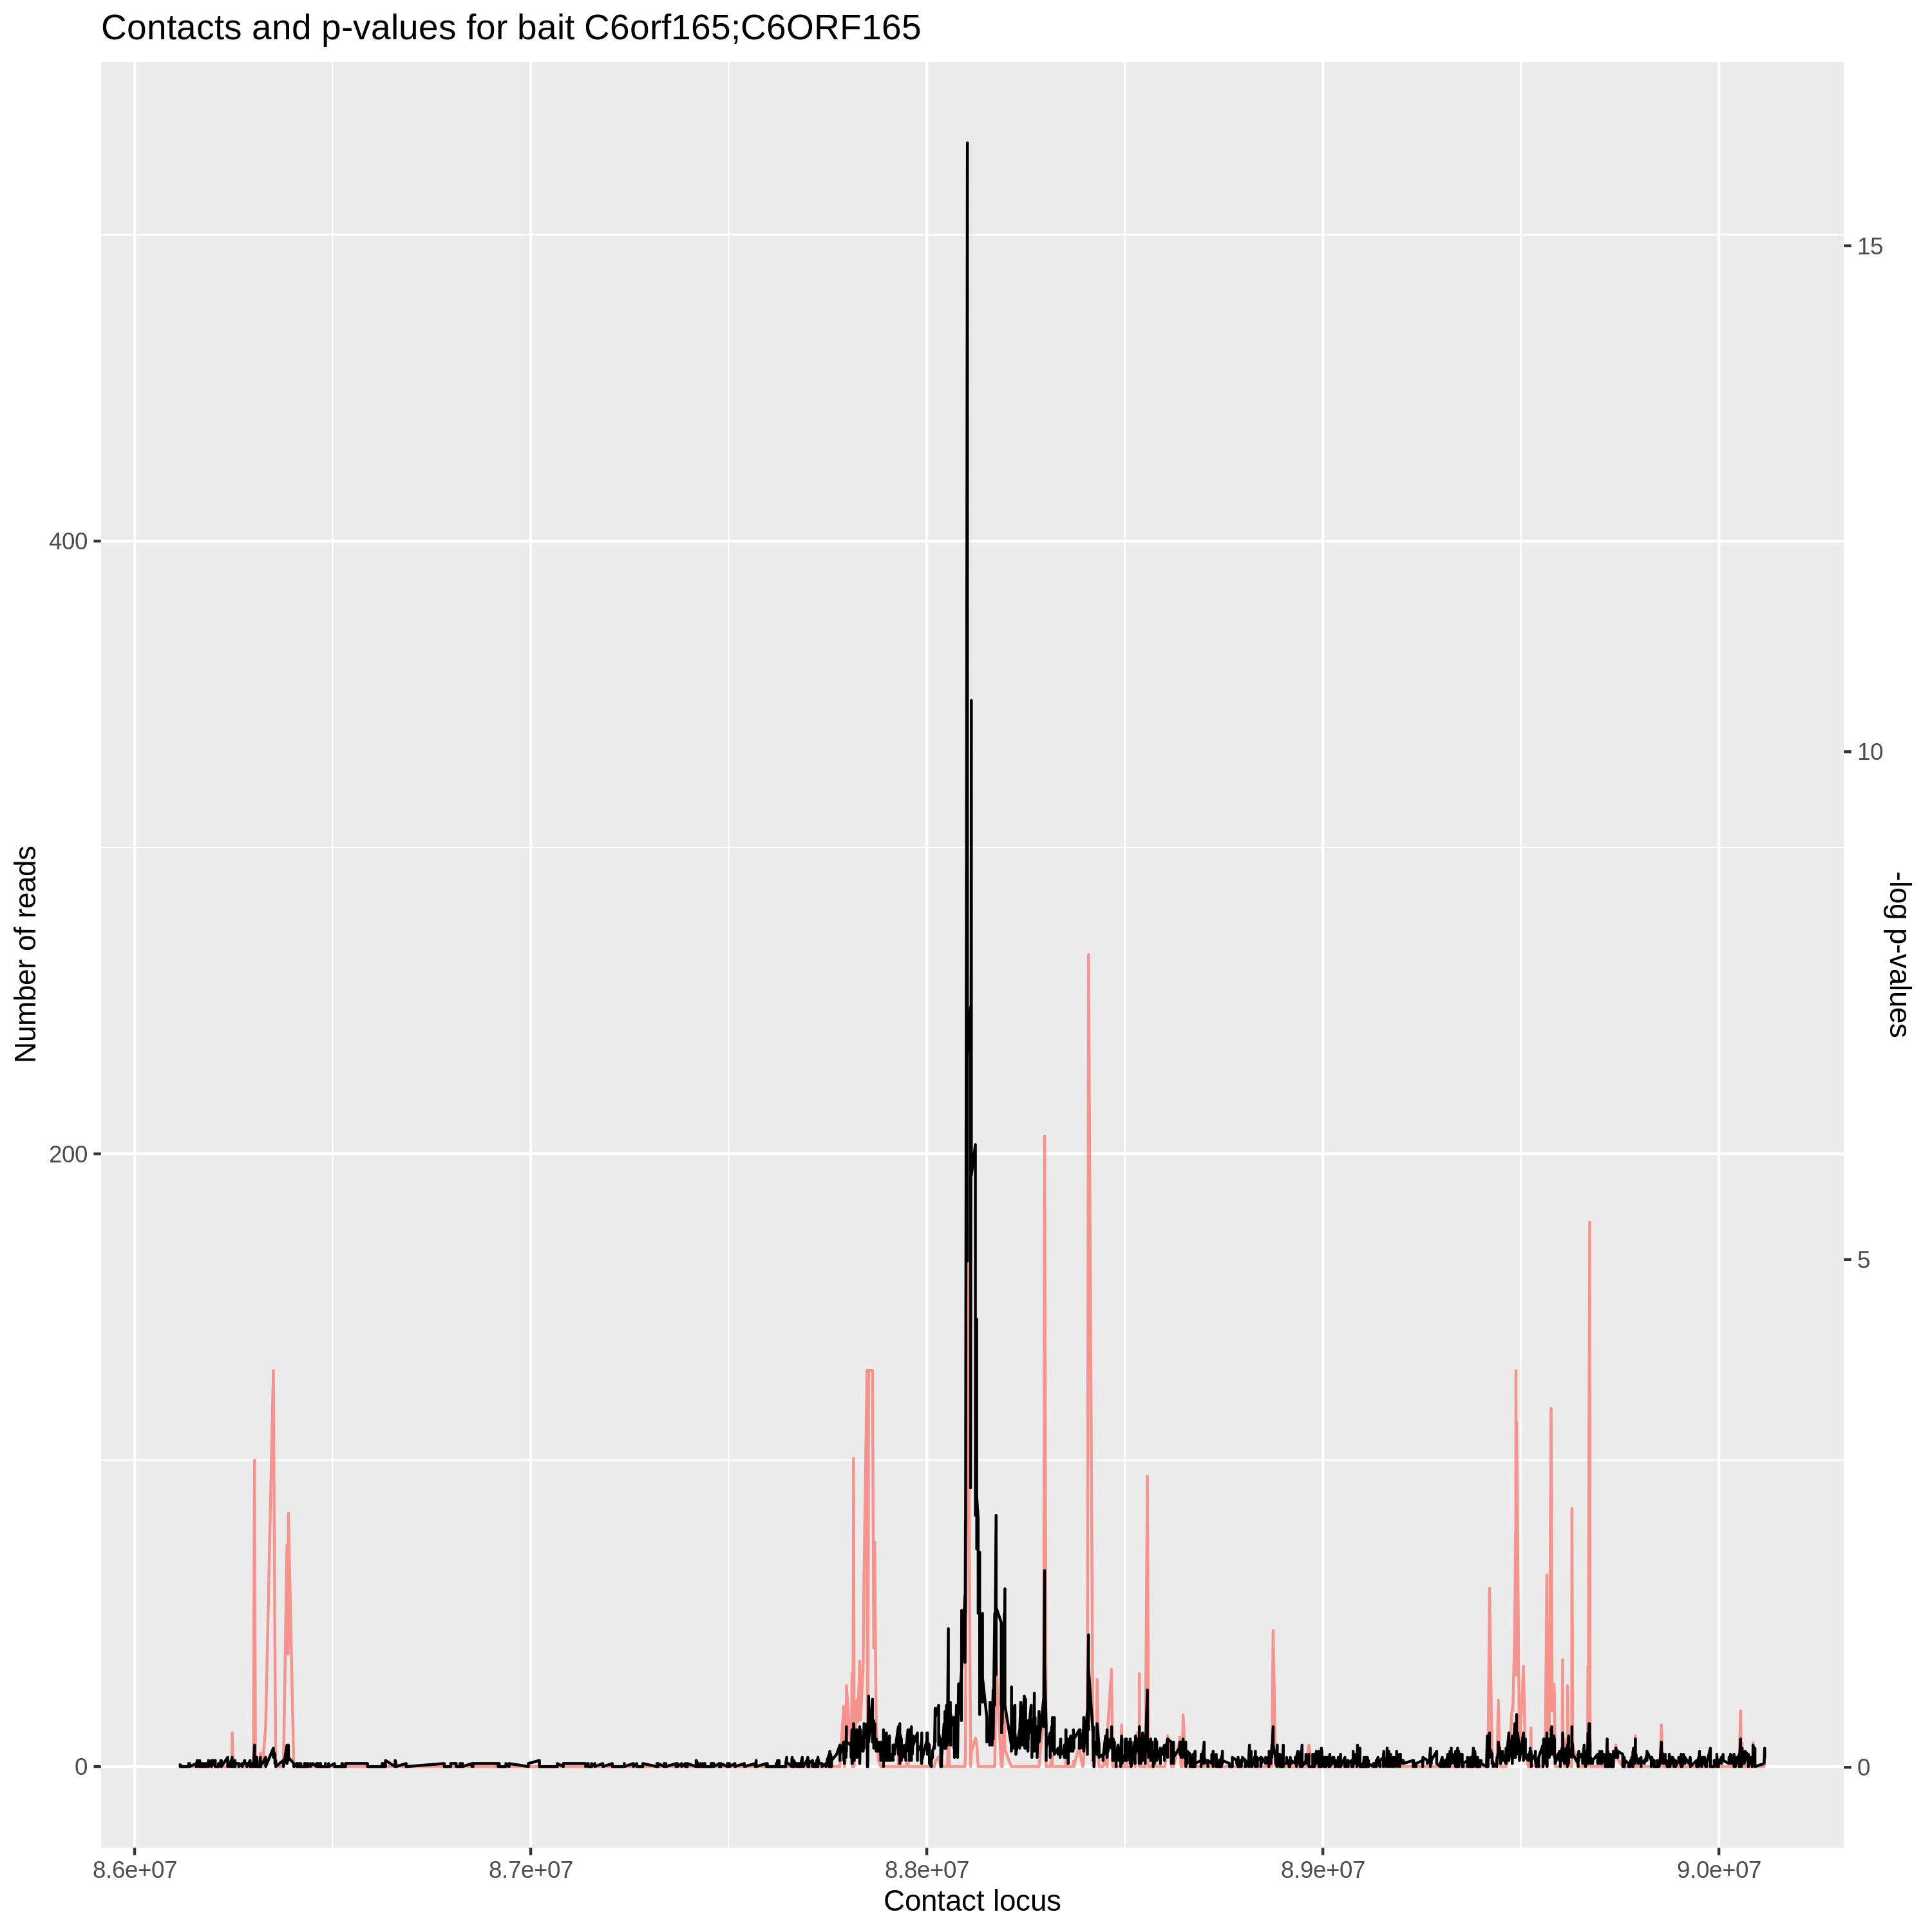 Contacts and p-values for bait C6orf165;C6ORF165
Number of reads
400
200
0
15
10
5
0
-log p-values
8.6e+07
8.7e+07
8.8e+07
8.9e+07
9.0e+07
Contact locus